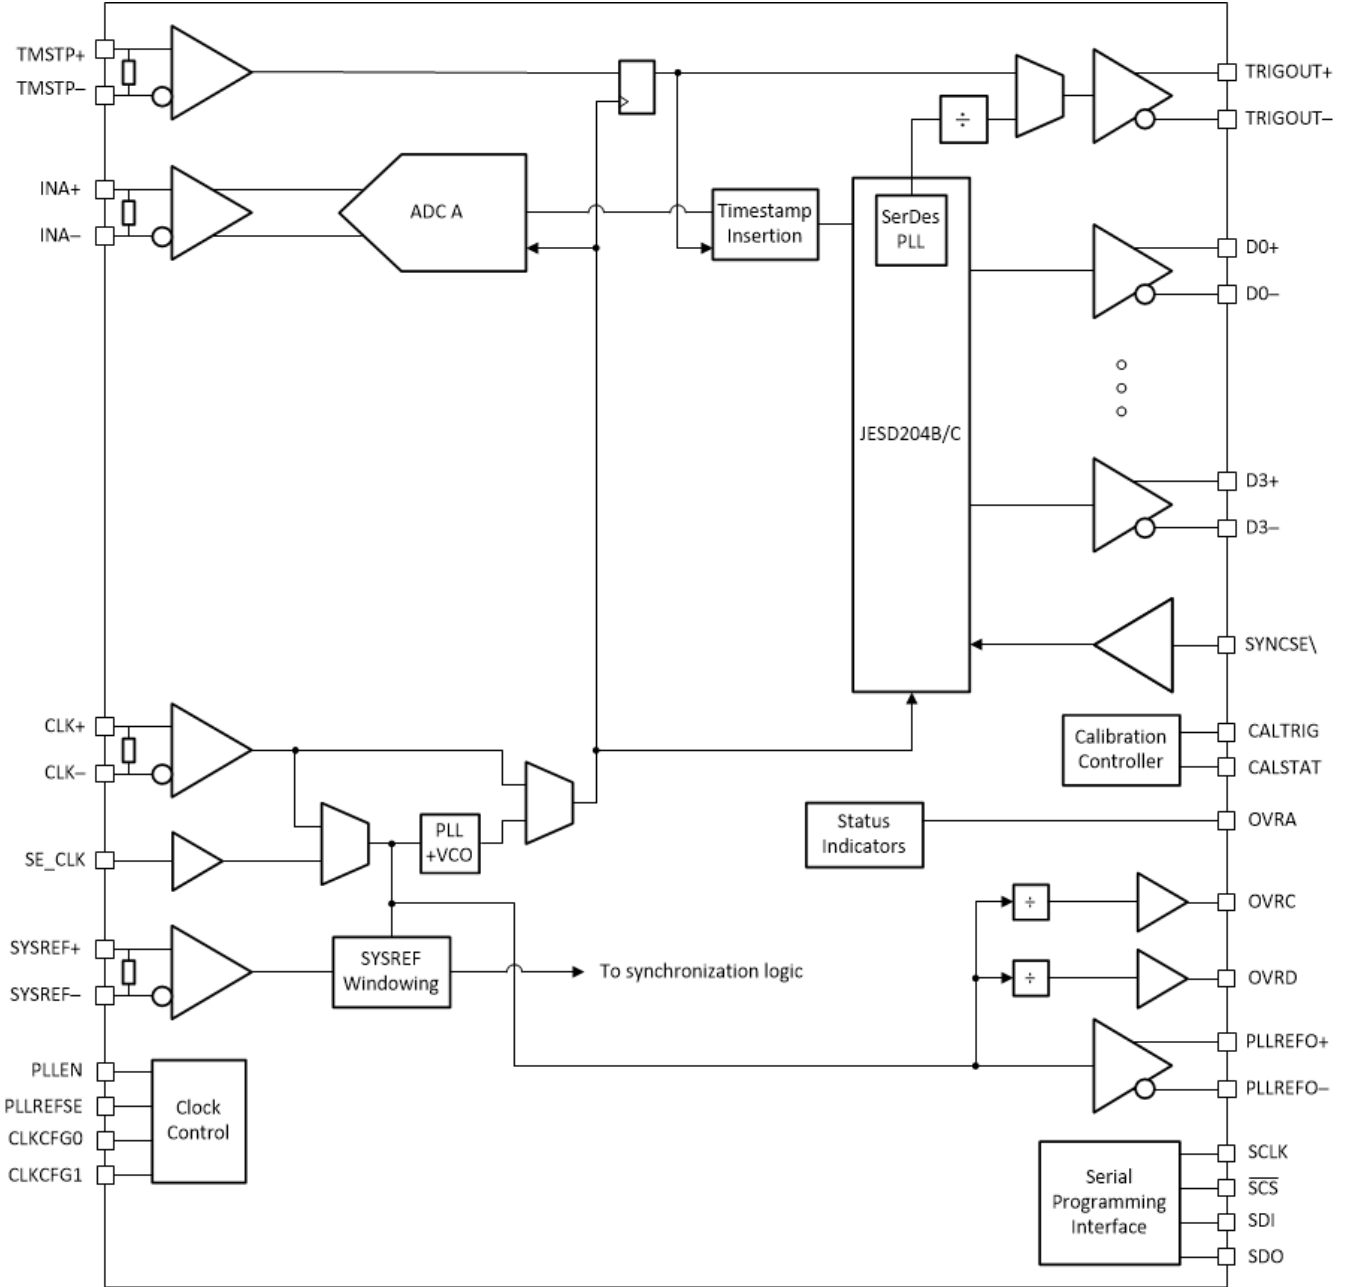 TMSTP+
TMSTP–
INA+
INA–
ADC A
Timestamp
Insertion
SerDes
PLL
÷
TRIGOUT+
TRIGOUT–
D0+
D0–
JESD204B/C
D3+
D3–
SYNCSE\
CLK+
CLK–
SE_CLK
PLL
+VCO
SYSREF+
SYSREF–
SYSREF
Windowing
To synchronization logic
Calibration
Controller
CALTRIG
CALSTAT
Status
Indicators
OVRA
÷
OVRC
÷
OVRD
PLLREFO+
PLLREFO–
PLLEN
PLLREFSE
CLKCFG0
CLKCFG1
Clock
Control
Serial
Programming
Interface
SCLK
SCS
SDI
SDO